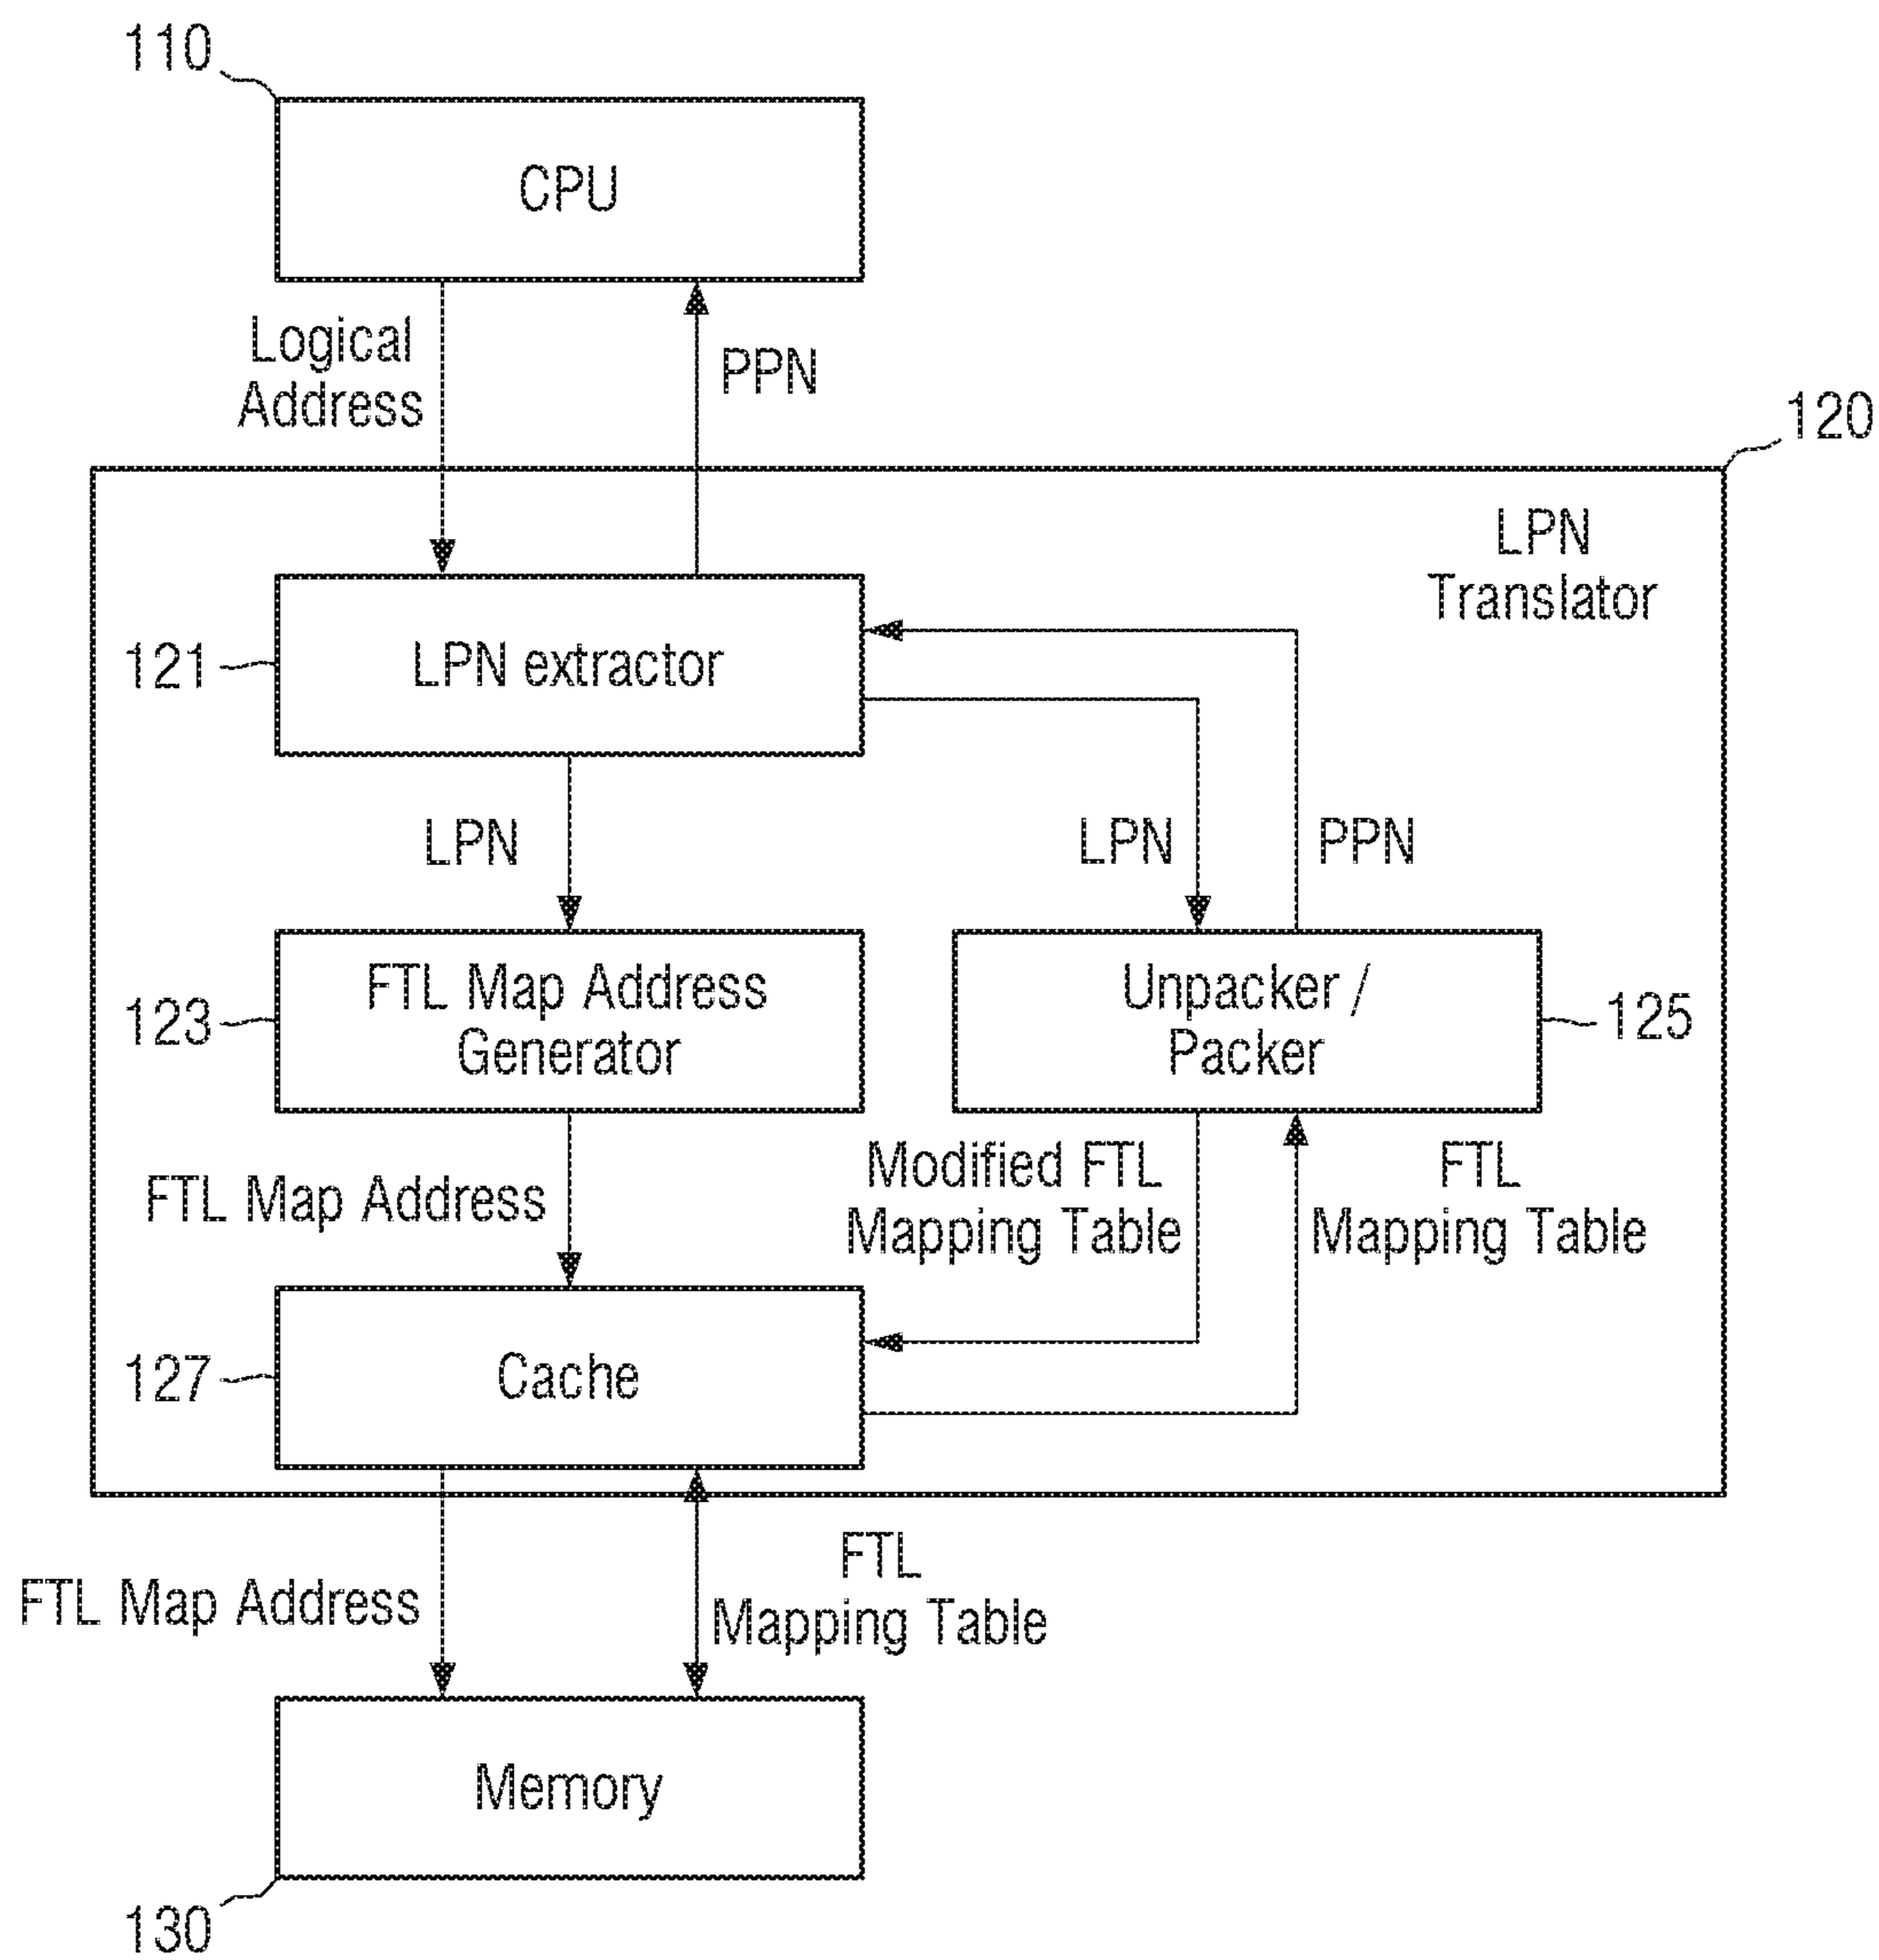 110
CPU
Logical
Address
PPN
120
LPN
Translator
121
LPN extractor
LPN
LPN
PPN
123
FTL Map Address
Generator
Unpacker /
Packer
125
FTL Map Address
Modified FTL
Mapping Table
FTL
Mapping Table
127
Cache
FTL Map Address
FTL
Mapping Table
Memory
130